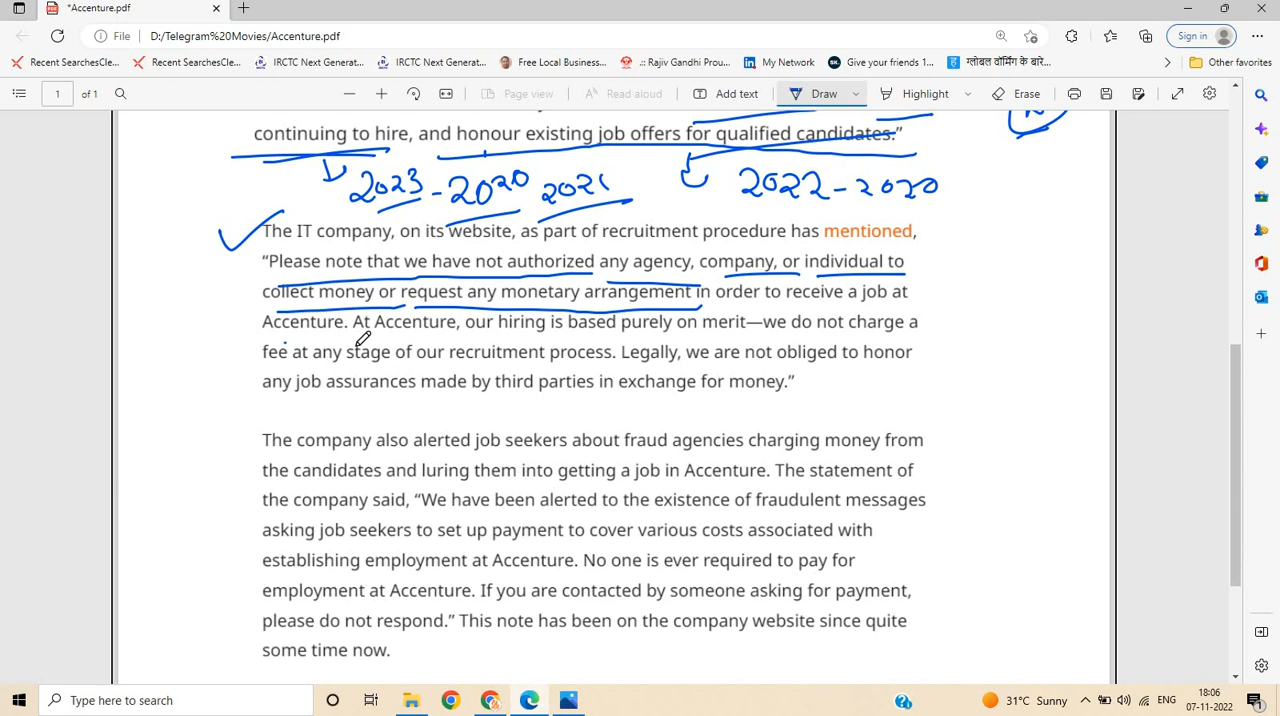 *Accenture.pdf
File D:/Telegram%20Movies/Accenture.pdf Sign in
Recent SearchesCle... Recent SearchesCle... IRCTC Next Generat... IRCTC Next Generat... Free Local Business... .:: Rajiv Gandhi Prou... My Network Give your friends 1... ग्लोबल वॉर्मिंग के बारे... Other favorites
1 of 1 Page view Read aloud Add text Draw Highlight Erase
continuing to hire, and honour existing job offers for qualified candidates.”
2023 - 2020 2021 2022 - 2020
The IT company, on its website, as part of recruitment procedure has mentioned,
“Please note that we have not authorized any agency, company, or individual to
collect money or request any monetary arrangement in order to receive a job at
Accenture. At Accenture, our hiring is based purely on merit—we do not charge a
fee at any stage of our recruitment process. Legally, we are not obliged to honor
any job assurances made by third parties in exchange for money.”
The company also alerted job seekers about fraud agencies charging money from
the candidates and luring them into getting a job in Accenture. The statement of
the company said, “We have been alerted to the existence of fraudulent messages
asking job seekers to set up payment to cover various costs associated with
establishing employment at Accenture. No one is ever required to pay for
employment at Accenture. If you are contacted by someone asking for payment,
please do not respond.” This note has been on the company website since quite
some time now.
Type here to search 31°C Sunny ENG 18:06
07-11-2022